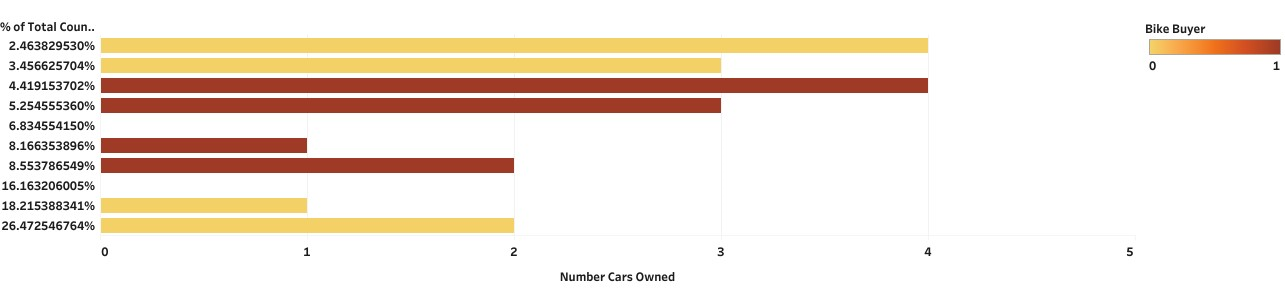 % of Total Coun..
2.463829530%
3.456625704%
4.419153702%
5.254555360%
6.834554150%
8.166353896%
8.553786549%
16.163206005%
18.215388341%
26.472546764%
0 1 2 3 4 5
Number Cars Owned
Bike Buyer
0 1